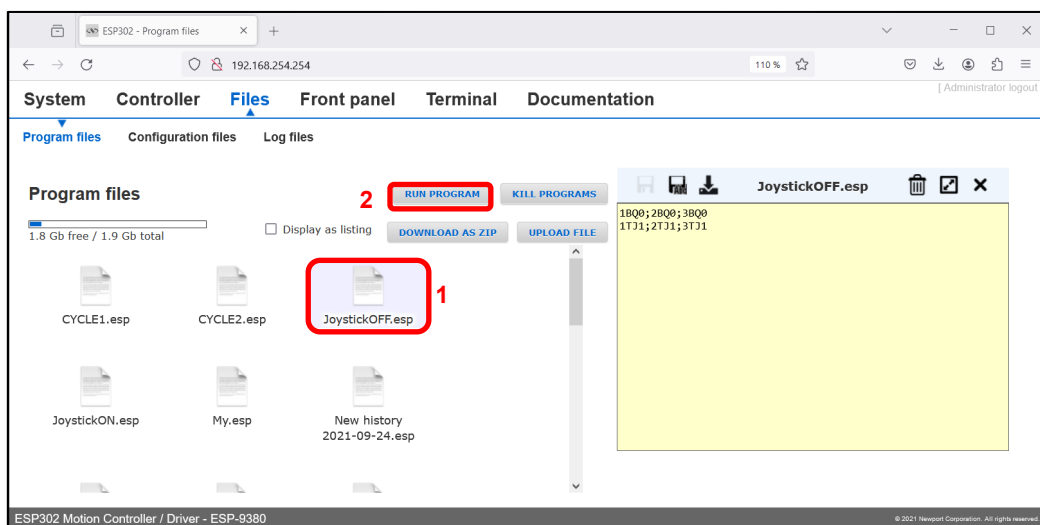 ESP302 - Program files
192.168.254.254
110 %
[ Administrator logout
System Controller Files Front panel Terminal Documentation
Program files Configuration files Log files
Program files
2
RUN PROGRAM
KILL PROGRAMS
1.8 Gb free / 1.9 Gb total
Display as listing
DOWNLOAD AS ZIP
UPLOAD FILE
CYCLE1.esp
CYCLE2.esp
JoystickOFF.esp
1
JoystickON.esp
My.esp
New history
2021-09-24.esp
JoystickOFF.esp
1BQ0;2BQ0;3BQ0
1TJ1;2TJ1;3TJ1
ESP302 Motion Controller / Driver - ESP-9380
© 2021 Newport Corporation. All rights reserved